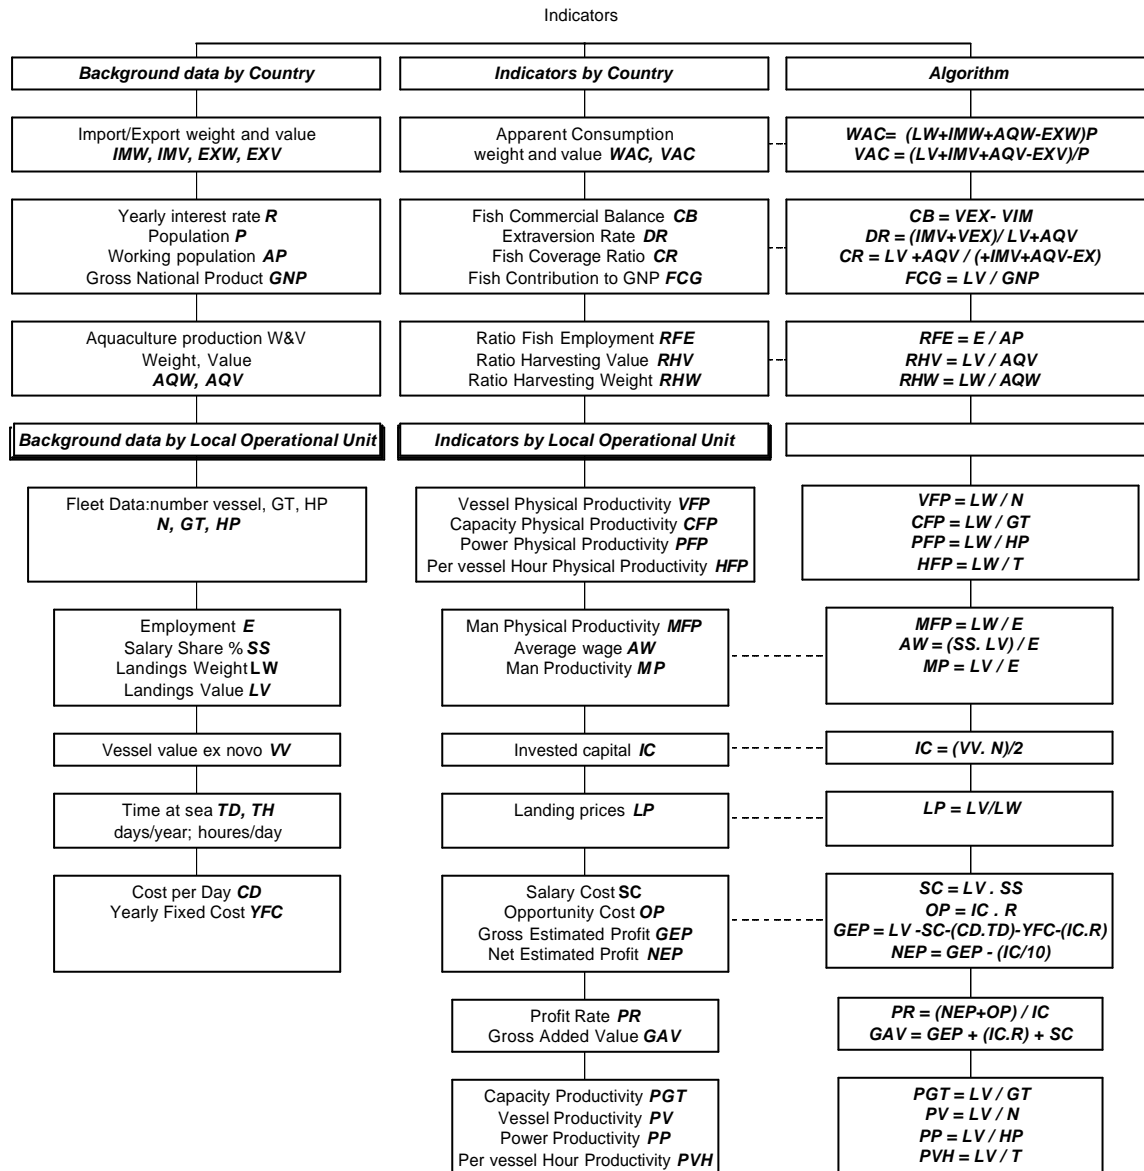 Indicators
Background data by Country
Indicators by Country
Algorithm
Import/Export weight and value
IMW, IMV, EXW, EXV
Apparent Consumption
weight and value WAC, VAC
WAC= (LW+IMW+AQW-EXW)P
VAC = (LV+IMV+AQV-EXV)/P
Yearly interest rate R
Population P
Working population AP
Gross National Product GNP
Fish Commercial Balance CB
Extraversion Rate DR
Fish Coverage Ratio CR
Fish Contribution to GNP FCG
CB = VEX- VIM
DR = (IMV+VEX)/ LV+AQV
CR = LV +AQV / (+IMV+AQV-EX)
FCG = LV / GNP
Aquaculture production W&V
Weight, Value
AQW, AQV
Ratio Fish Employment RFE
Ratio Harvesting Value RHV
Ratio Harvesting Weight RHW
RFE = E / AP
RHV = LV / AQV
RHW = LW / AQW
Background data by Local Operational Unit
Indicators by Local Operational Unit
Fleet Data:number vessel, GT, HP
N, GT, HP
Vessel Physical Productivity VFP
Capacity Physical Productivity CFP
Power Physical Productivity PFP
Per vessel Hour Physical Productivity HFP
VFP = LW / N
CFP = LW / GT
PFP = LW / HP
HFP = LW / T
Employment E
Salary Share % SS
Landings Weight LW
Landings Value LV
Man Physical Productivity MFP
Average wage AW
Man Productivity MP
MFP = LW / E
AW = (SS. LV) / E
MP = LV / E
Vessel value ex novo VV
Invested capital IC
IC = (VV. N)/2
Time at sea TD, TH
days/year; houres/day
Landing prices LP
LP = LV/LW
Cost per Day CD
Yearly Fixed Cost YFC
Salary Cost SC
Opportunity Cost OP
Gross Estimated Profit GEP
Net Estimated Profit NEP
SC = LV . SS
OP = IC . R
GEP = LV -SC-(CD.TD)-YFC-(IC.R)
NEP = GEP - (IC/10)
Profit Rate PR
Gross Added Value GAV
PR = (NEP+OP) / IC
GAV = GEP + (IC.R) + SC
Capacity Productivity PGT
Vessel Productivity PV
Power Productivity PP
Per vessel Hour Productivity PVH
PGT = LV / GT
PV = LV / N
PP = LV / HP
PVH = LV / T